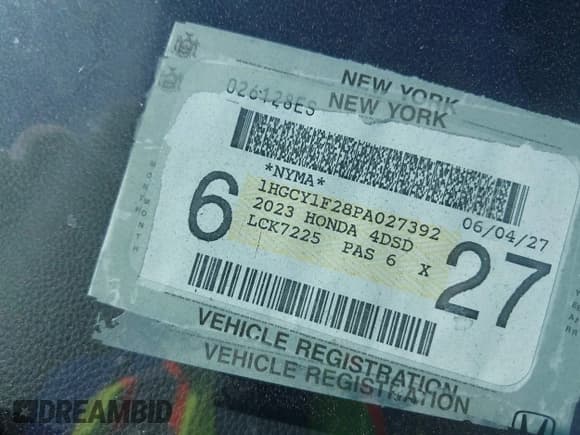 NEW YORK
NEW YORK
026128ES
*NYMA*
1HGCY1F28PA027392
06/04/27
2023 HONDA 4DSD
LCK7225 PAS 6 X
6 27
VEHICLE REGISTRATION
VEHICLE REGISTRATION
DREAMBID